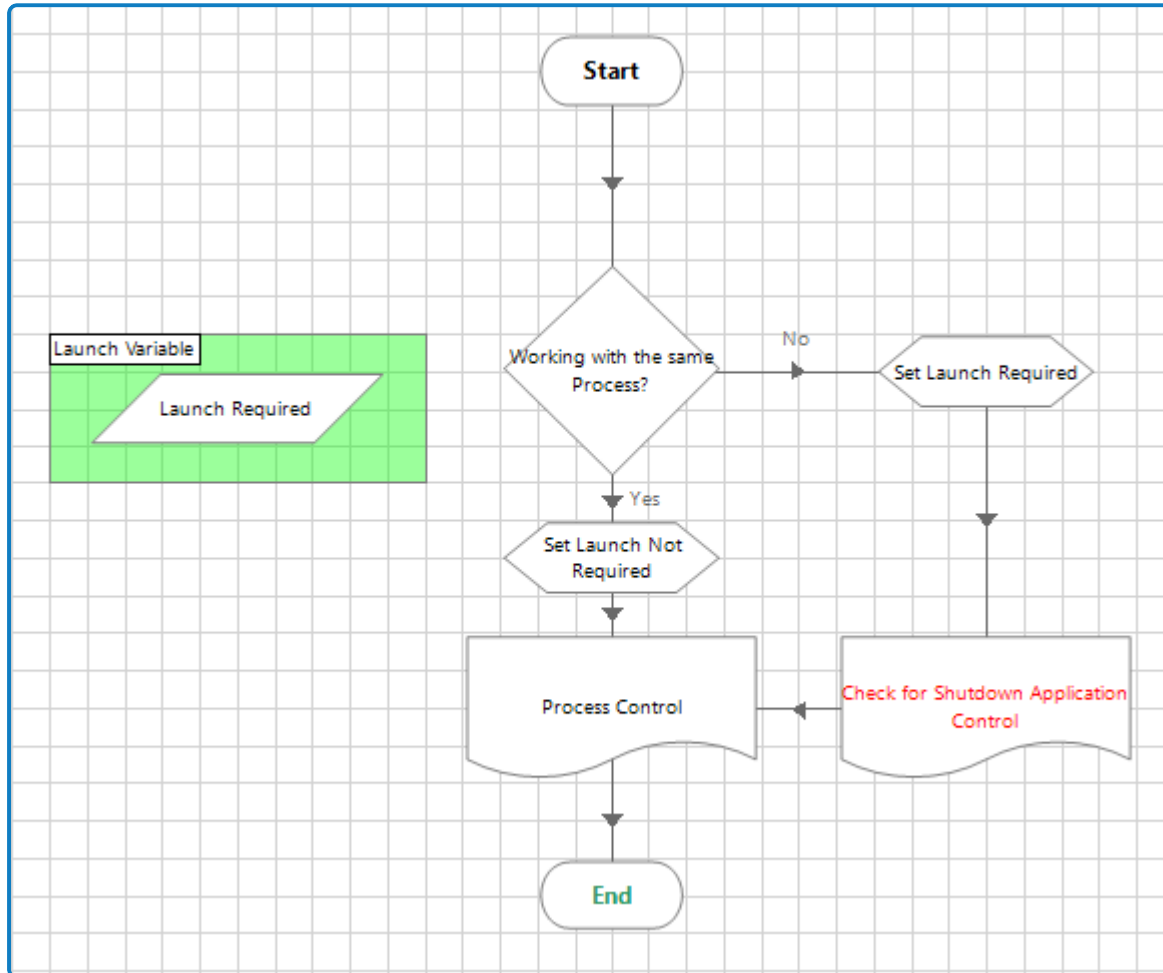 Start
Launch Variable
Launch Required
Working with the same
Process?
No
Set Launch Required
Yes
Set Launch Not
Required
Process Control
Check for Shutdown Application
Control
End